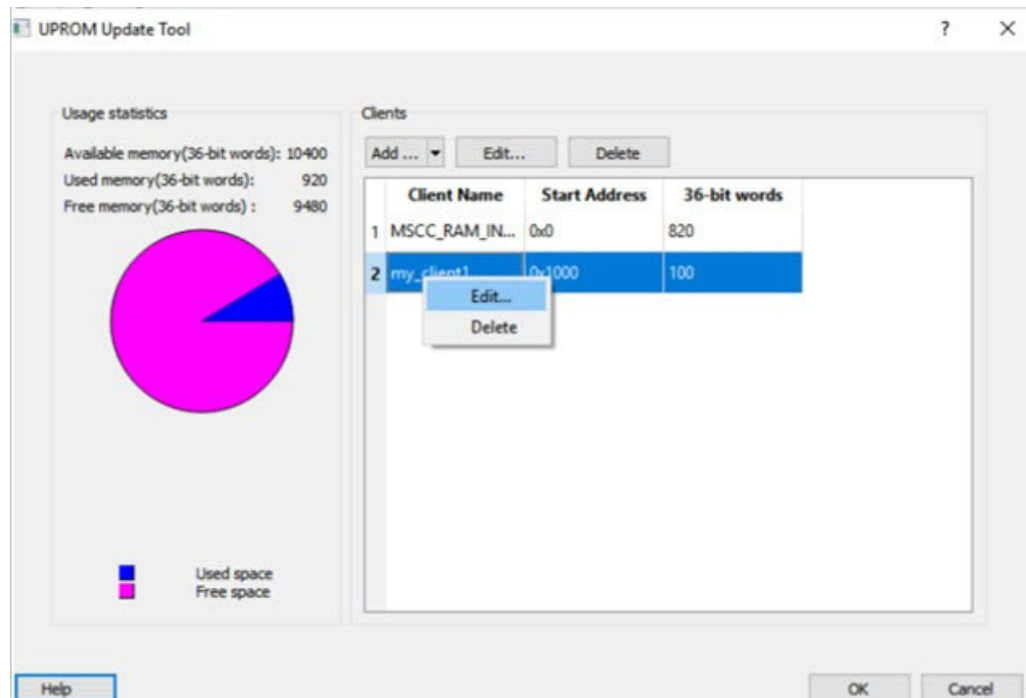 UPROM Update Tool
?
Usage statistics
Available memory(36-bit words): 10400
Used memory(36-bit words): 920
Free memory(36-bit words) : 9480
Used space
Free space
Clients
Add ... Edit... Delete
Client Name Start Address 36-bit words
1 MSCC_RAM_IN... 0x0 820
2 my_client1 0x1000 100
Edit...
Delete
Help OK Cancel